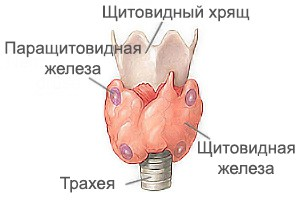 Щитовидный хрящ
Паращитовидная
железа
Щитовидная
железа
Трахея